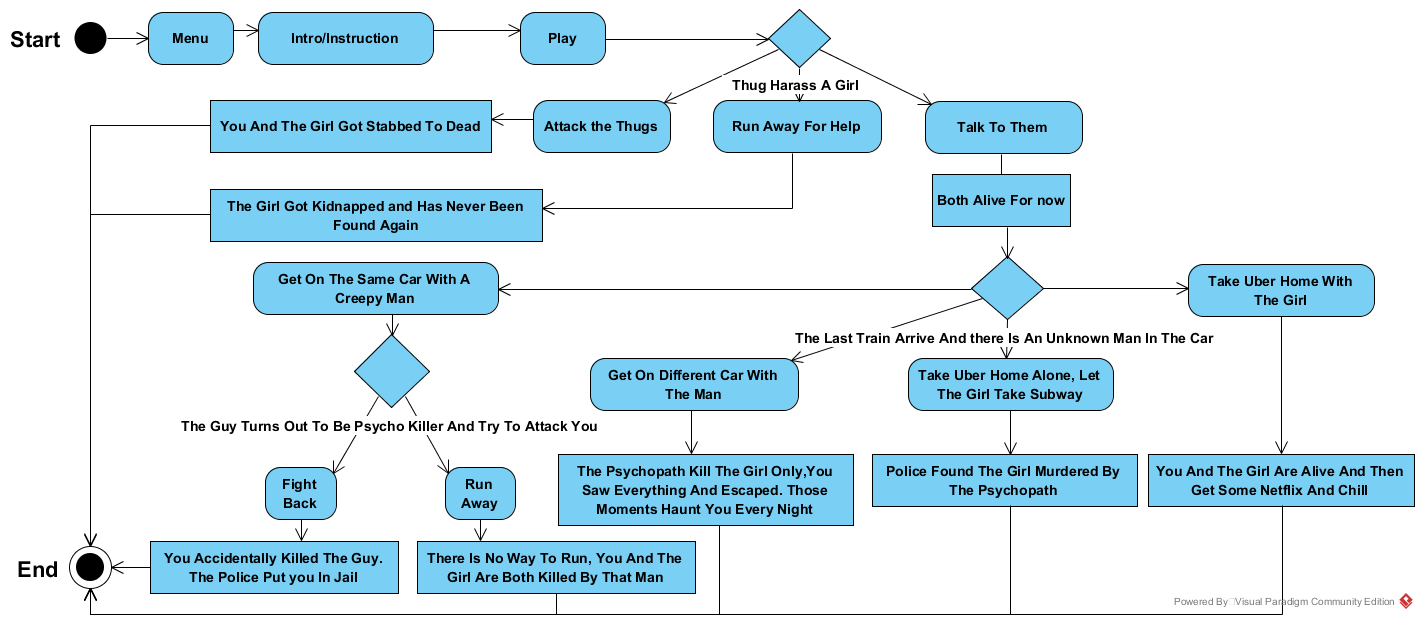 Start
Menu
Intro/Instruction
Play
Thug Harass A Girl
You And The Girl Got Stabbed To Dead
Attack the Thugs
Run Away For Help
Talk To Them
The Girl Got Kidnapped and Has Never Been
Found Again
Both Alive For now
Get On The Same Car With A
Creepy Man
Take Uber Home With
The Girl
The Last Train Arrive And there Is An Unknown Man In The Car
Get On Different Car With
The Man
Take Uber Home Alone, Let
The Girl Take Subway
The Guy Turns Out To Be Psycho Killer And Try To Attack You
Fight
Back
Run
Away
The Psychopath Kill The Girl Only,You
Saw Everything And Escaped. Those
Moments Haunt You Every Night
Police Found The Girl Murdered By
The Psychopath
You And The Girl Are Alive And Then
Get Some Netflix And Chill
End
You Accidentally Killed The Guy.
The Police Put you In Jail
There Is No Way To Run, You And The
Girl Are Both Killed By That Man
Powered By Visual Paradigm Community Edition